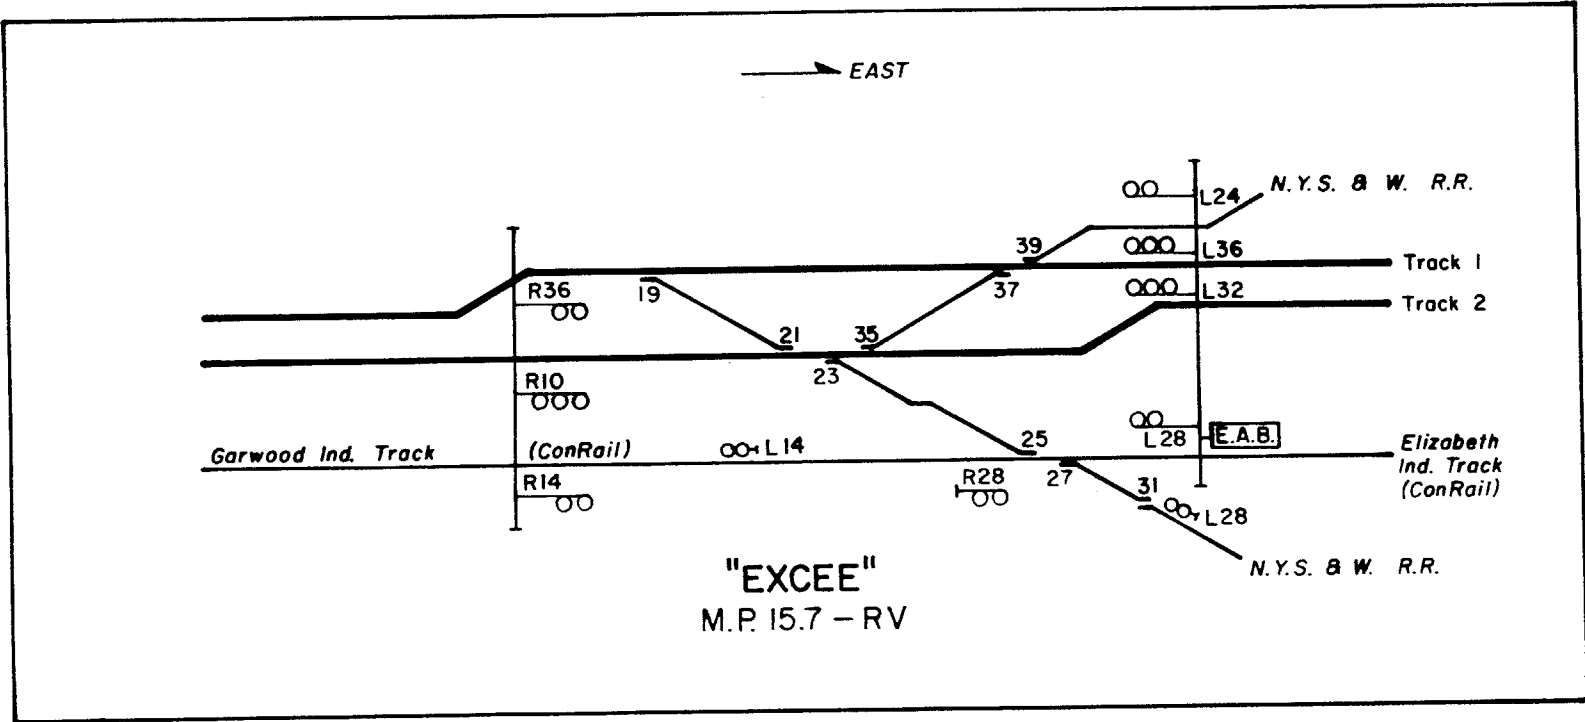 EAST
N.Y.S. & W. R.R.
L24
39
L36
Track 1
R36
19
37
L32
Track 2
21
35
23
R10
25
L28
E.A.B.
Garwood Ind. Track
(ConRail)
L14
Elizabeth
Ind. Track
(ConRail)
R14
R28
27
31
L28
N.Y.S. & W. R.R.
"EXCEE"
M.P. 15.7 – RV